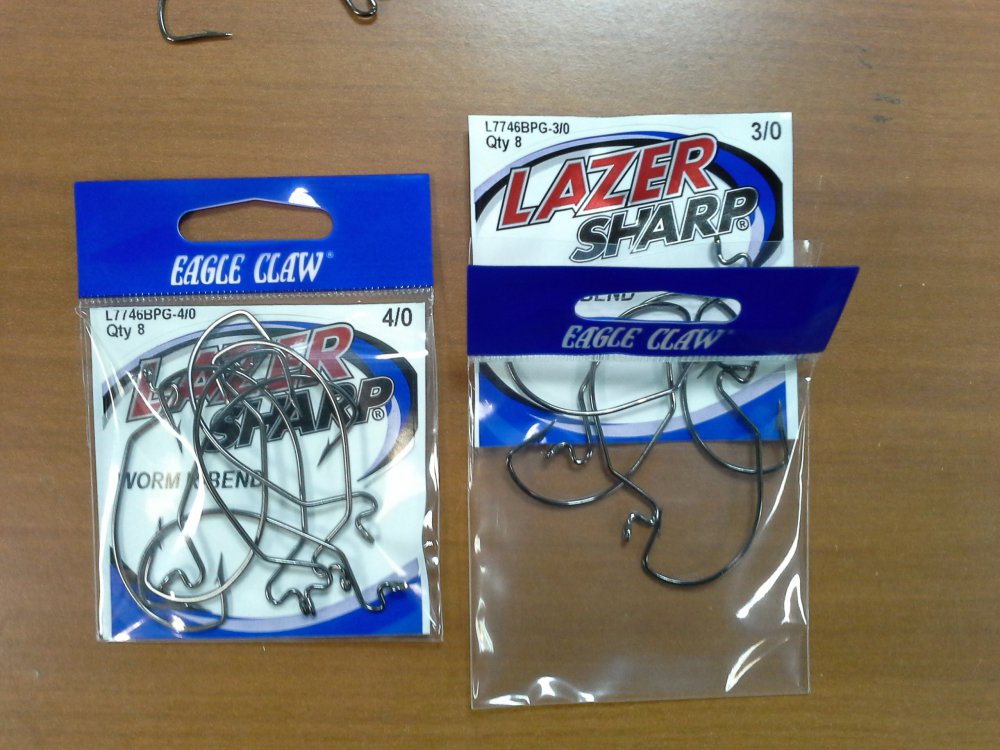 EAGLE CLAW®
L7746BPG-4/0
Qty 8
4/0
LAZER
SHARP®
WORM
BEND
L7746BPG-3/0
Qty 8
3/0
LAZER
SHARP®
BEND
EAGLE CLAW®